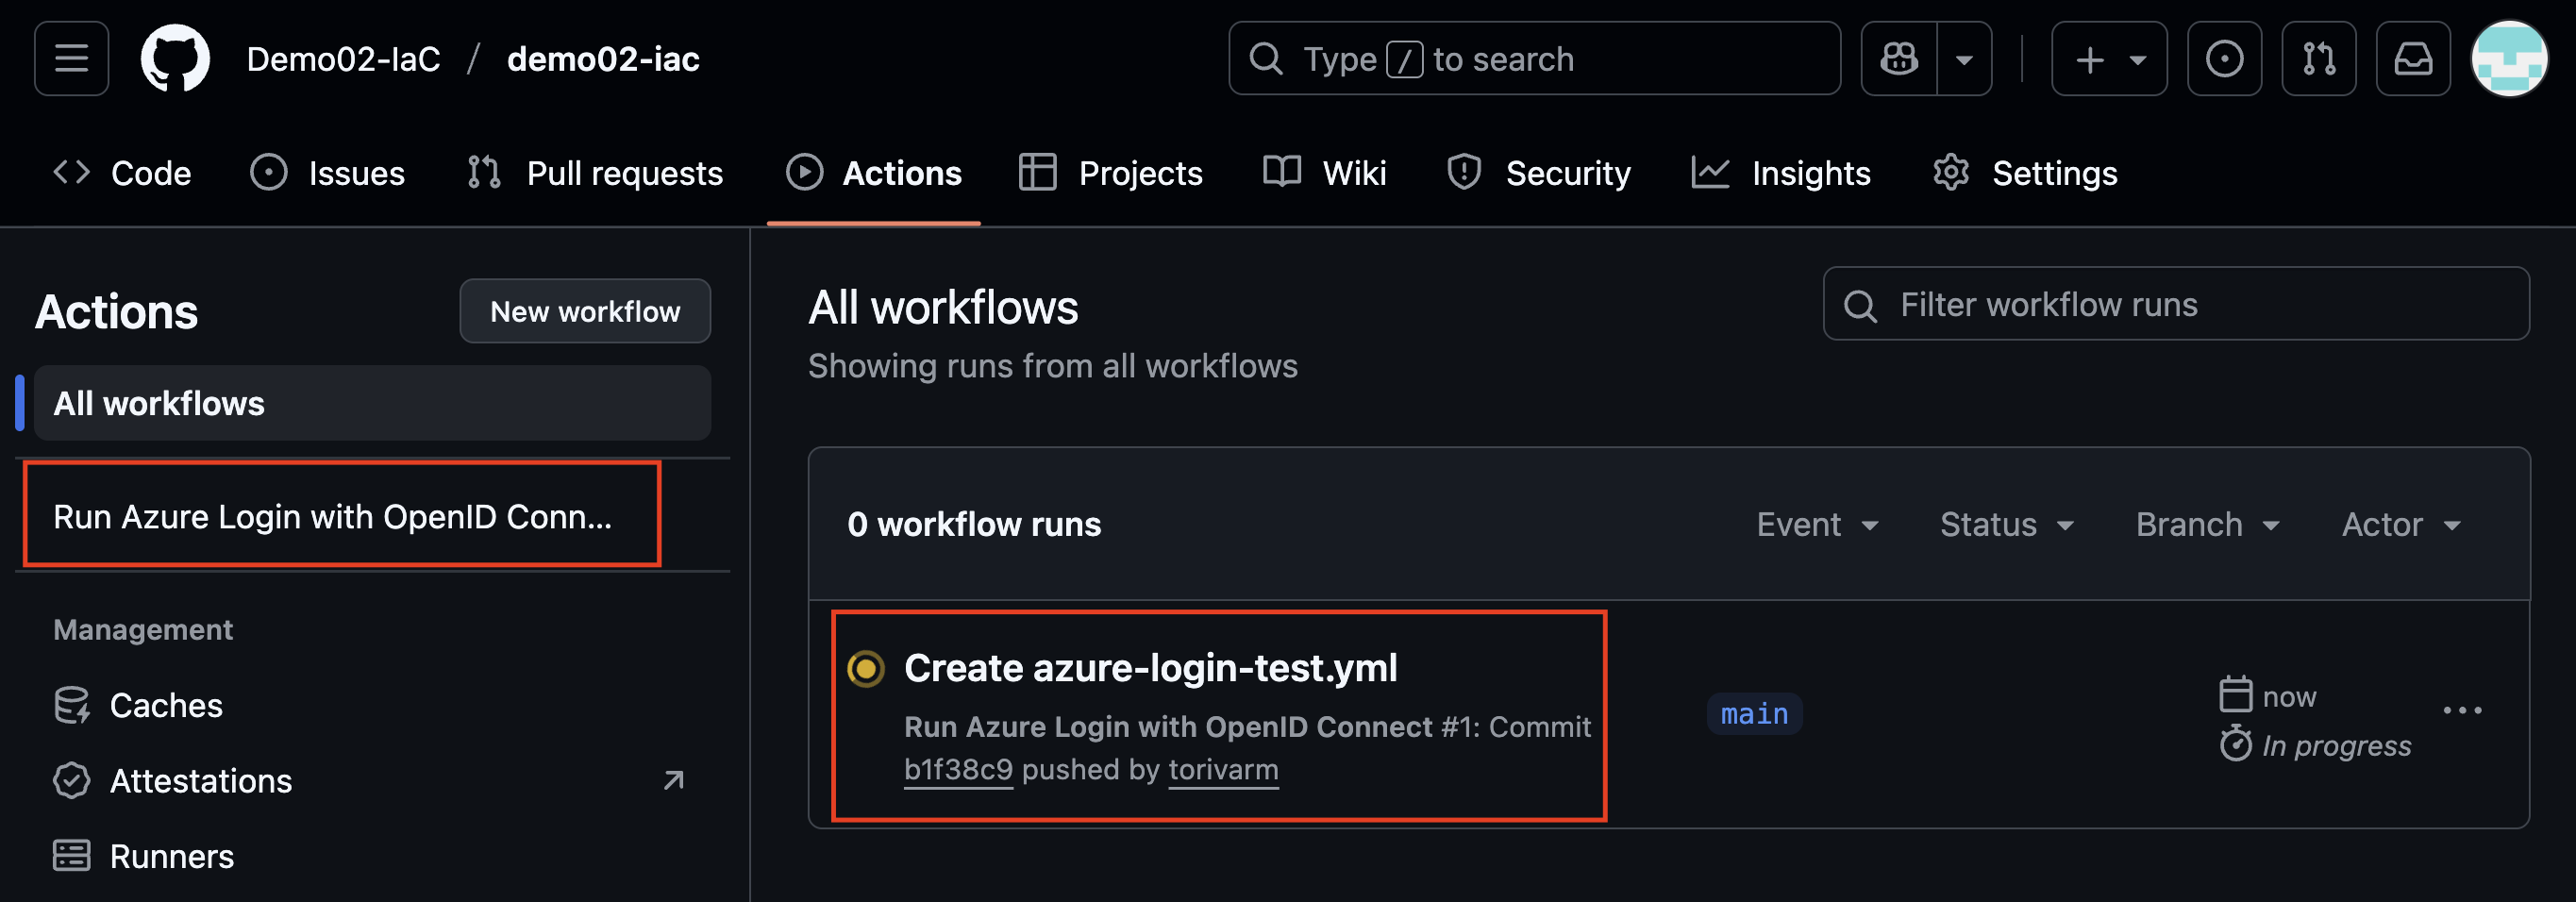 Demo02-IaC / demo02-iac
Type / to search
Code
Issues
Pull requests
Actions
Projects
Wiki
Security
Insights
Settings
Actions
New workflow
All workflows
Run Azure Login with OpenID Conn...
Management
Caches
Attestations
Runners
All workflows
Showing runs from all workflows
Filter workflow runs
0 workflow runs
Event
Status
Branch
Actor
Create azure-login-test.yml
Run Azure Login with OpenID Connect #1: Commit
b1f38c9 pushed by torivarm
main
now
In progress